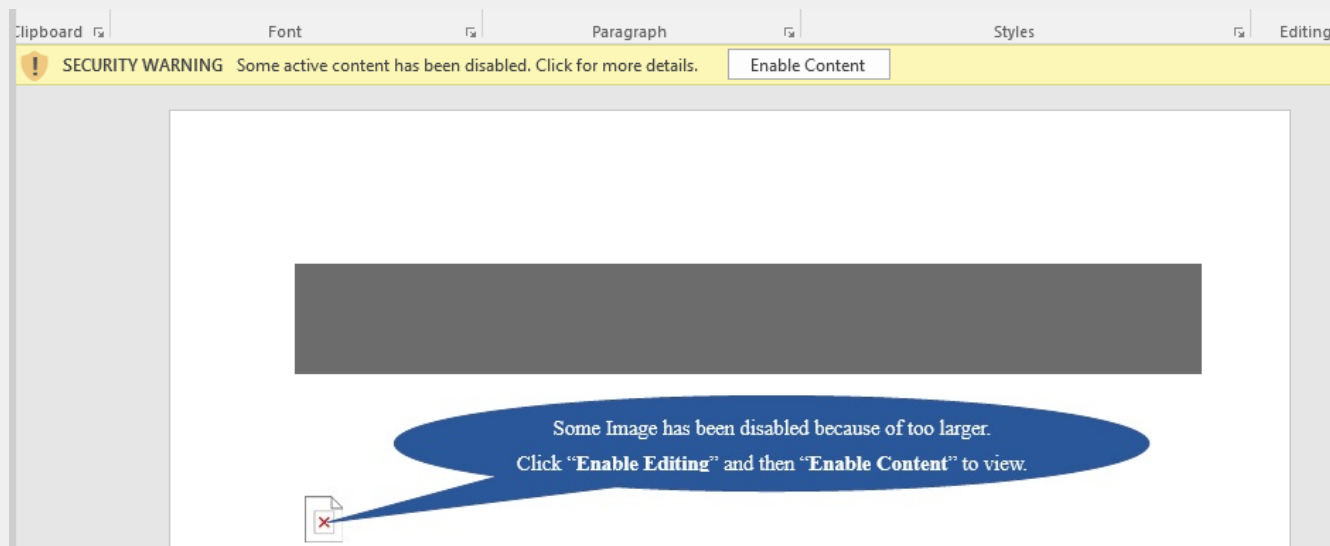 Clipboard Font Paragraph Styles Editing
SECURITY WARNING Some active content has been disabled. Click for more details. Enable Content
Some Image has been disabled because of too larger.
Click “Enable Editing” and then “Enable Content” to view.